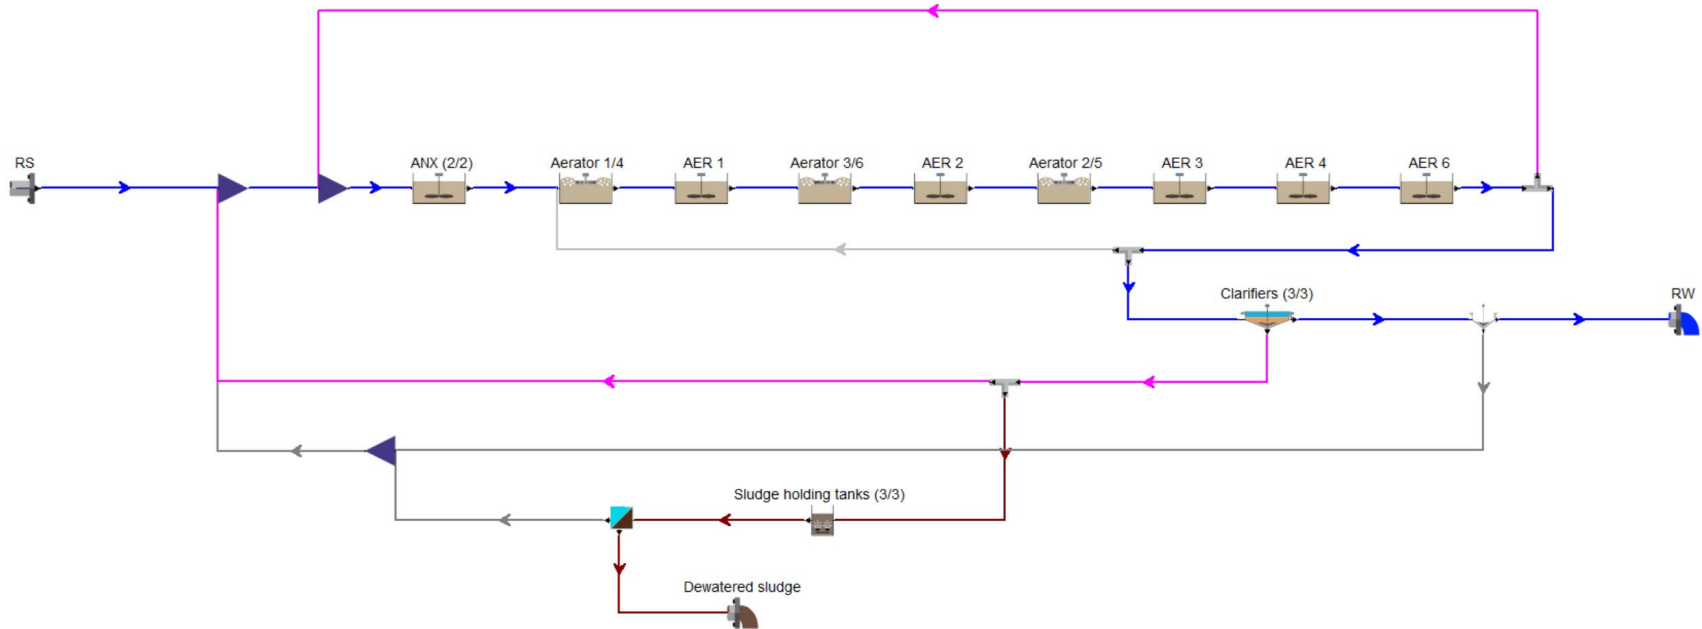 RS
ANX (2/2)
Aerator 1/4
AER 1
Aerator 3/6
AER 2
Aerator 2/5
AER 3
AER 4
AER 6
Clarifiers (3/3)
RW
Sludge holding tanks (3/3)
Dewatered sludge